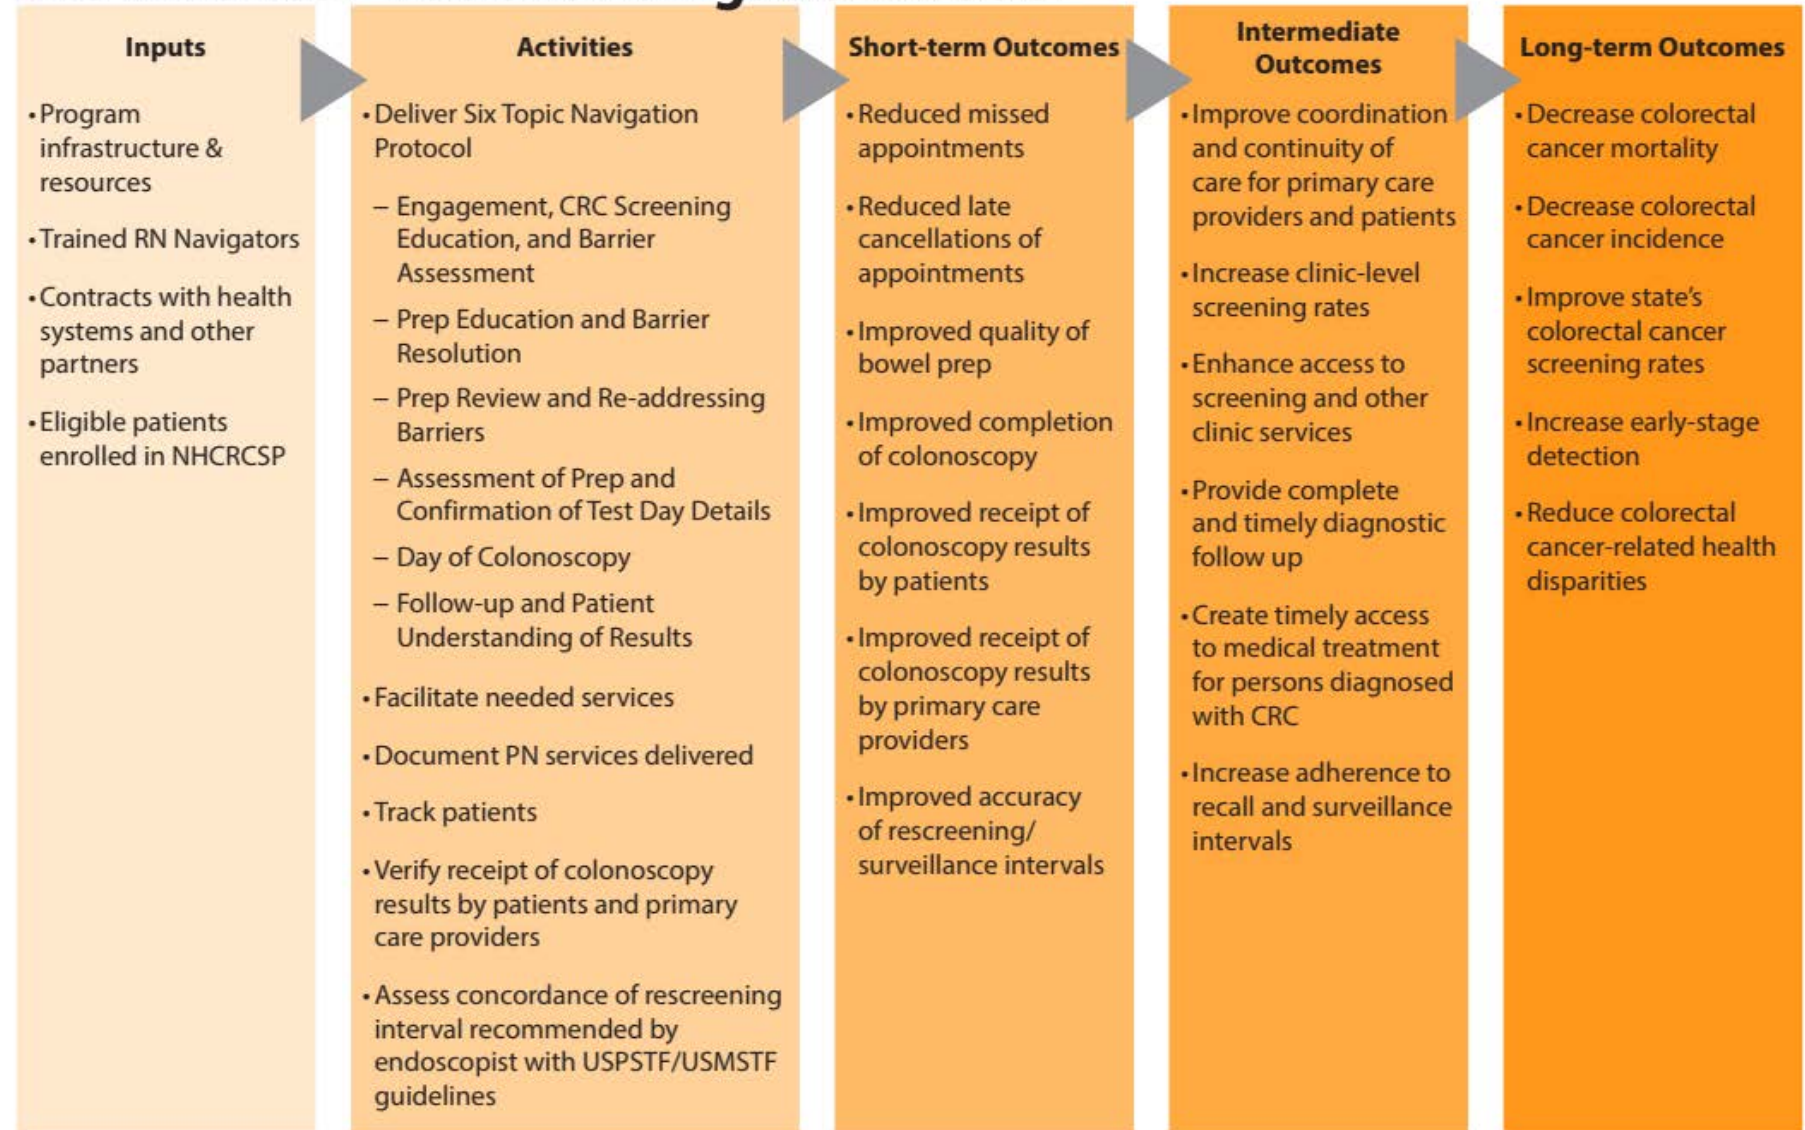 Inputs
• Program
infrastructure &
resources
• Trained RN Navigators
• Contracts with health
systems and other
partners
• Eligible patients
enrolled in NHCRCSP
Activities
• Deliver Six Topic Navigation
Protocol
– Engagement, CRC Screening
Education, and Barrier
Assessment
– Prep Education and Barrier
Resolution
– Prep Review and Re-addressing
Barriers
– Assessment of Prep and
Confirmation of Test Day Details
– Day of Colonoscopy
– Follow-up and Patient
Understanding of Results
• Facilitate needed services
• Document PN services delivered
• Track patients
• Verify receipt of colonoscopy
results by patients and primary
care providers
• Assess concordance of rescreening
interval recommended by
endoscopist with USPSTF/USMSTF
guidelines
Short-term Outcomes
• Reduced missed
appointments
• Reduced late
cancellations of
appointments
• Improved quality of
bowel prep
• Improved completion
of colonoscopy
• Improved receipt of
colonoscopy results
by patients
• Improved receipt of
colonoscopy results
by primary care
providers
• Improved accuracy
of rescreening/
surveillance intervals
Intermediate
Outcomes
• Improve coordination
and continuity of
care for primary care
providers and patients
• Increase clinic-level
screening rates
• Enhance access to
screening and other
clinic services
• Provide complete
and timely diagnostic
follow up
• Create timely access
to medical treatment
for persons diagnosed
with CRC
• Increase adherence to
recall and surveillance
intervals
Long-term Outcomes
• Decrease colorectal
cancer mortality
• Decrease colorectal
cancer incidence
• Improve state’s
colorectal cancer
screening rates
• Increase early-stage
detection
• Reduce colorectal
cancer-related health
disparities